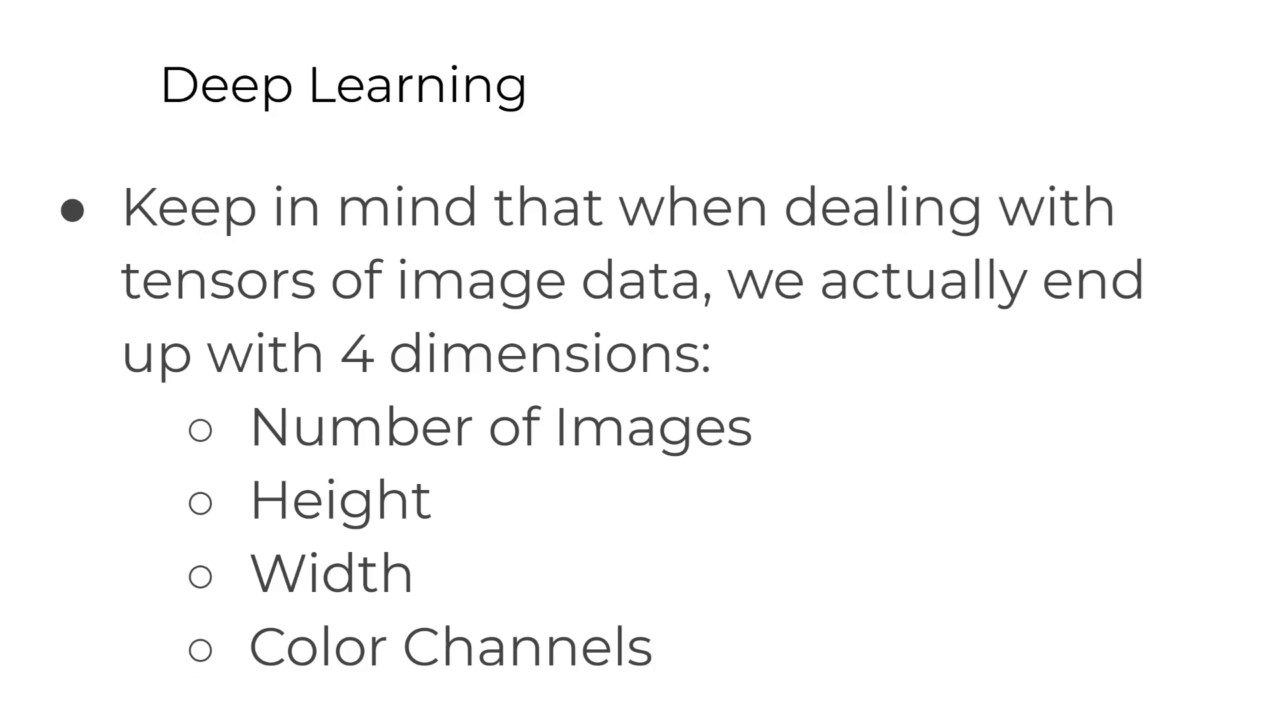 Deep Learning
● Keep in mind that when dealing with
tensors of image data, we actually end
up with 4 dimensions:
○ Number of Images
○ Height
○ Width
○ Color Channels